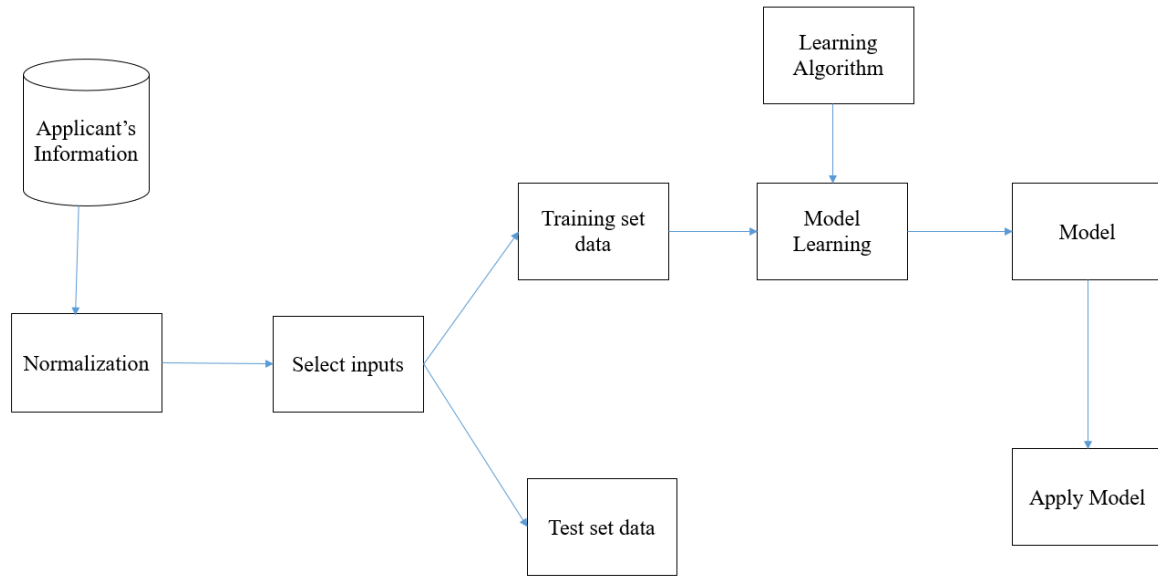 Learning
Algorithm
Applicant's
Information
Training set
data
Model
Learning
Model
Normalization
Select inputs
Test set data
Apply Model